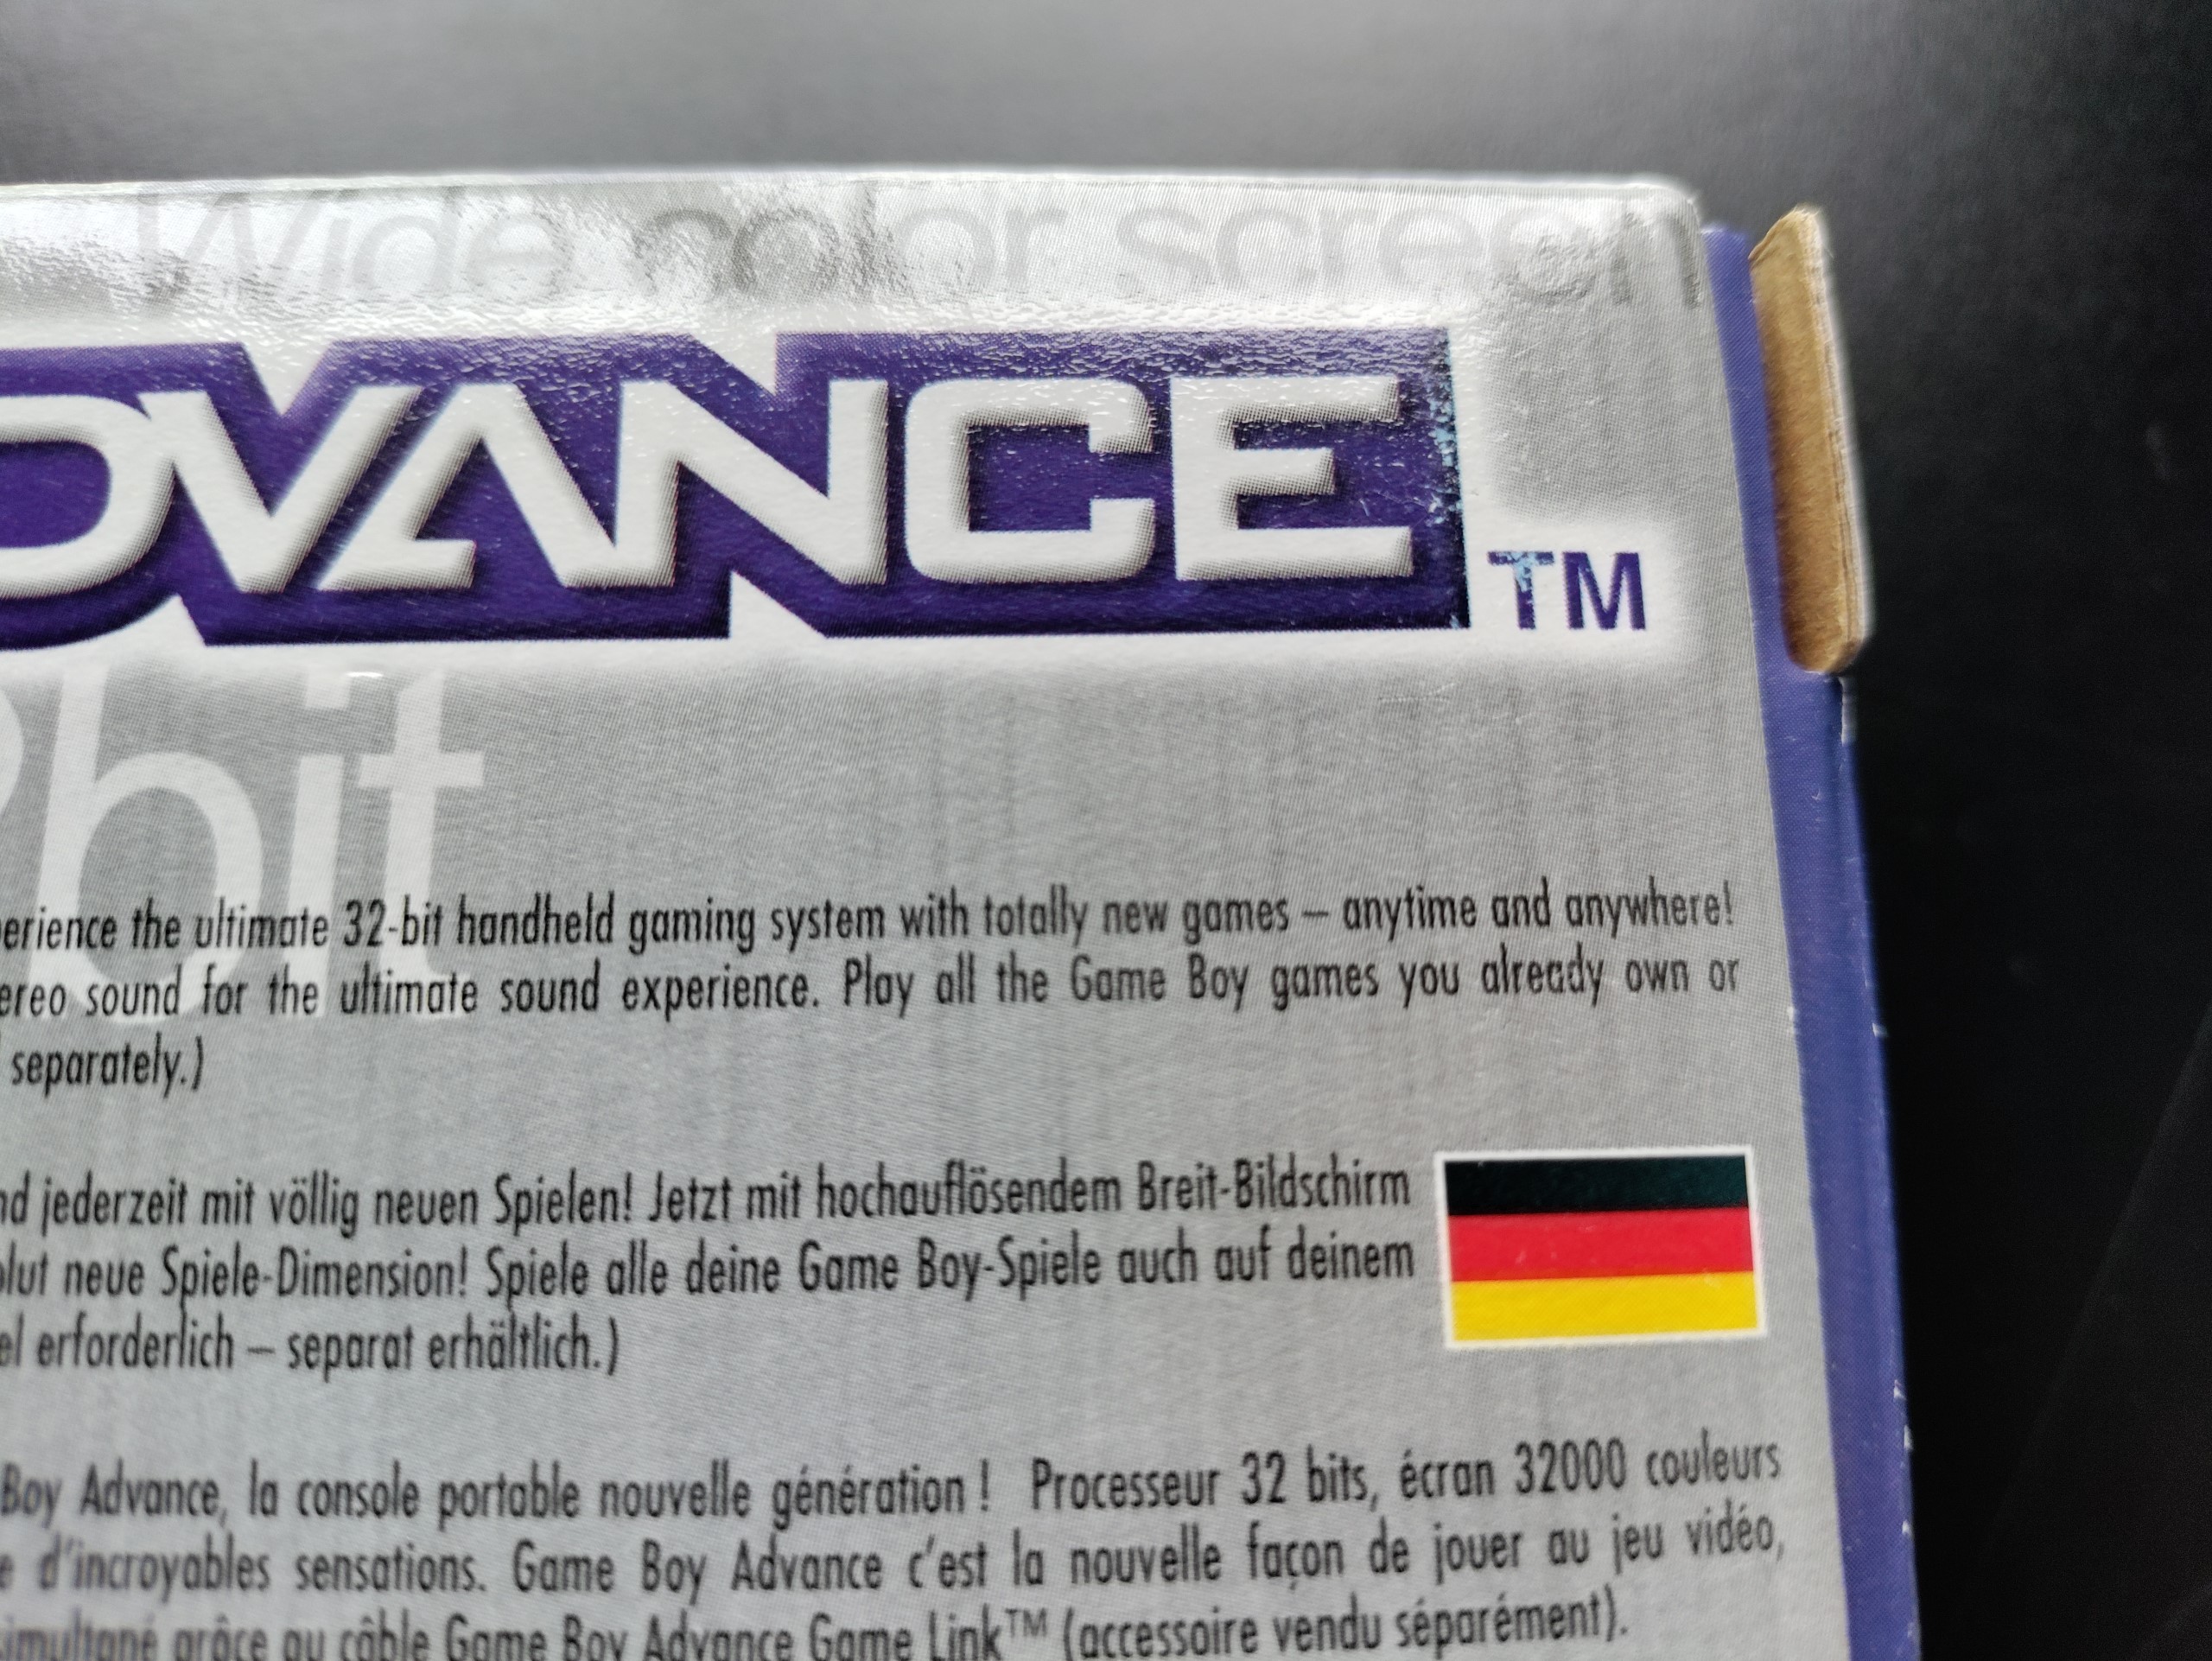 Wide color screen
DVANCE TM
bit
erience the ultimate 32-bit handheld gaming system with totally new games – anytime and anywhere!
ereo sound for the ultimate sound experience. Play all the Game Boy games you already own or
separately.)
nd jederzeit mit völlig neuen Spielen! Jetzt mit hochauflösendem Breit-Bildschirm
olut neue Spiele-Dimension! Spiele alle deine Game Boy-Spiele auch auf deinem
el erforderlich – separat erhältlich.)
Boy Advance, la console portable nouvelle génération ! Processeur 32 bits, écran 32000 couleurs
e d'incroyables sensations. Game Boy Advance c'est la nouvelle façon de jouer au jeu vidéo,
simultané grâce au câble Game Boy Advance Game Link™ (accessoire vendu séparément).